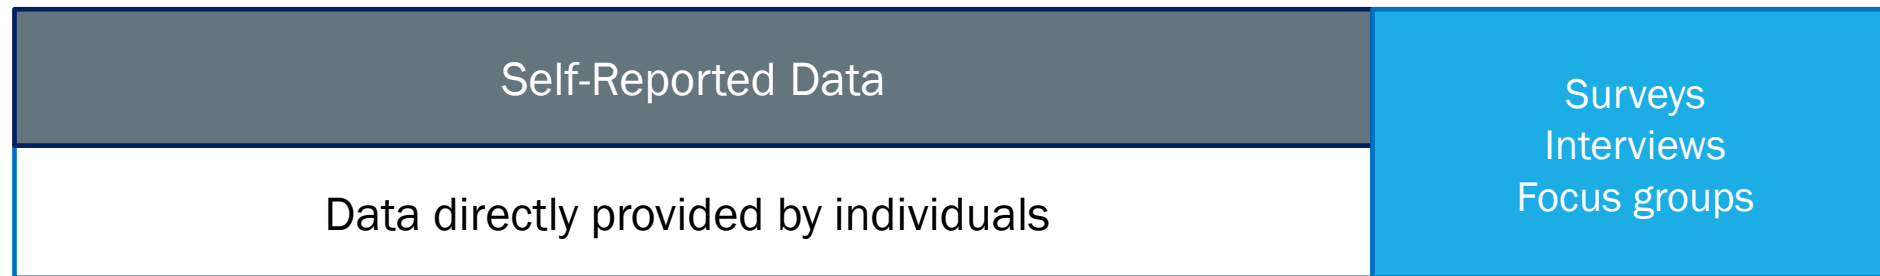 Self-Reported Data
Data directly provided by individuals
Surveys
Interviews
Focus groups